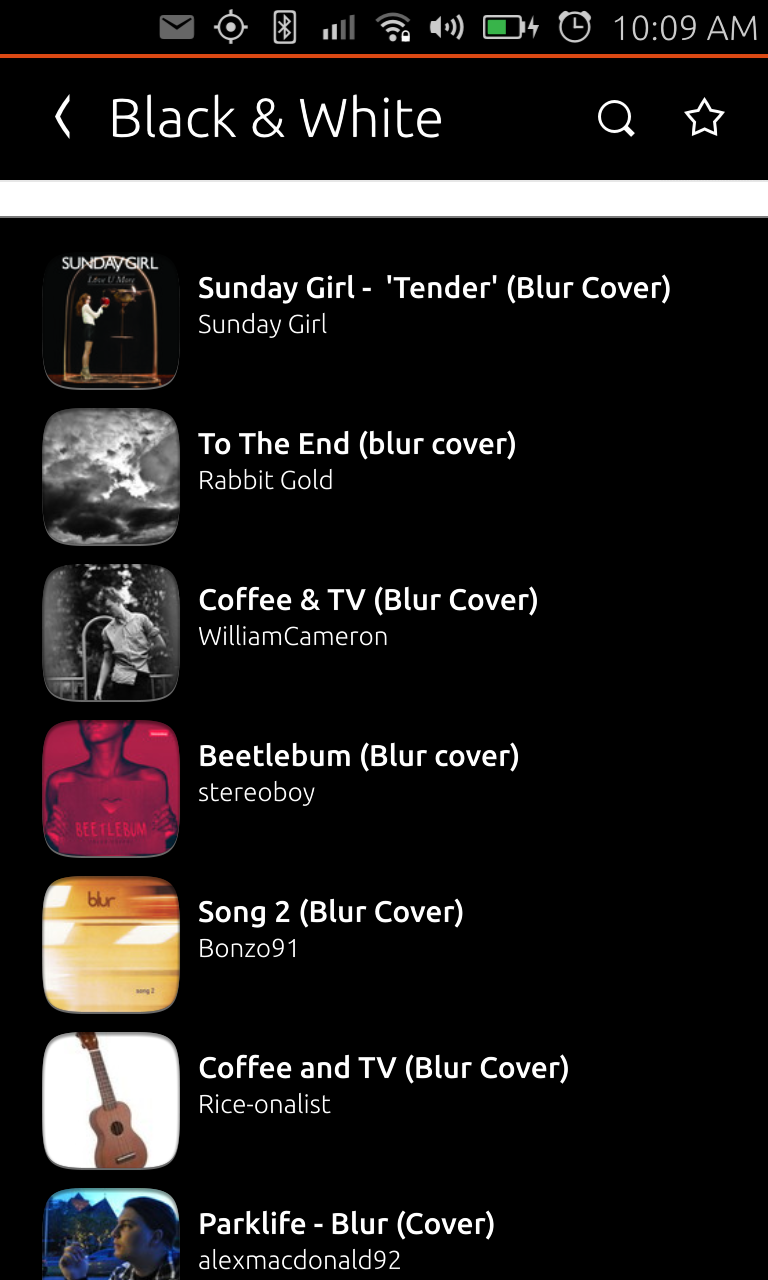 10:09 AM
Black & White
SUNDAY GIRL
Love U More
Sunday Girl - 'Tender' (Blur Cover)
Sunday Girl
To The End (blur cover)
Rabbit Gold
Coffee & TV (Blur Cover)
WilliamCameron
BEETLEBUM
Beetlebum (Blur cover)
stereoboy
blur
song 2
Song 2 (Blur Cover)
Bonzo91
Coffee and TV (Blur Cover)
Rice-onalist
Parklife - Blur (Cover)
alexmacdonald92